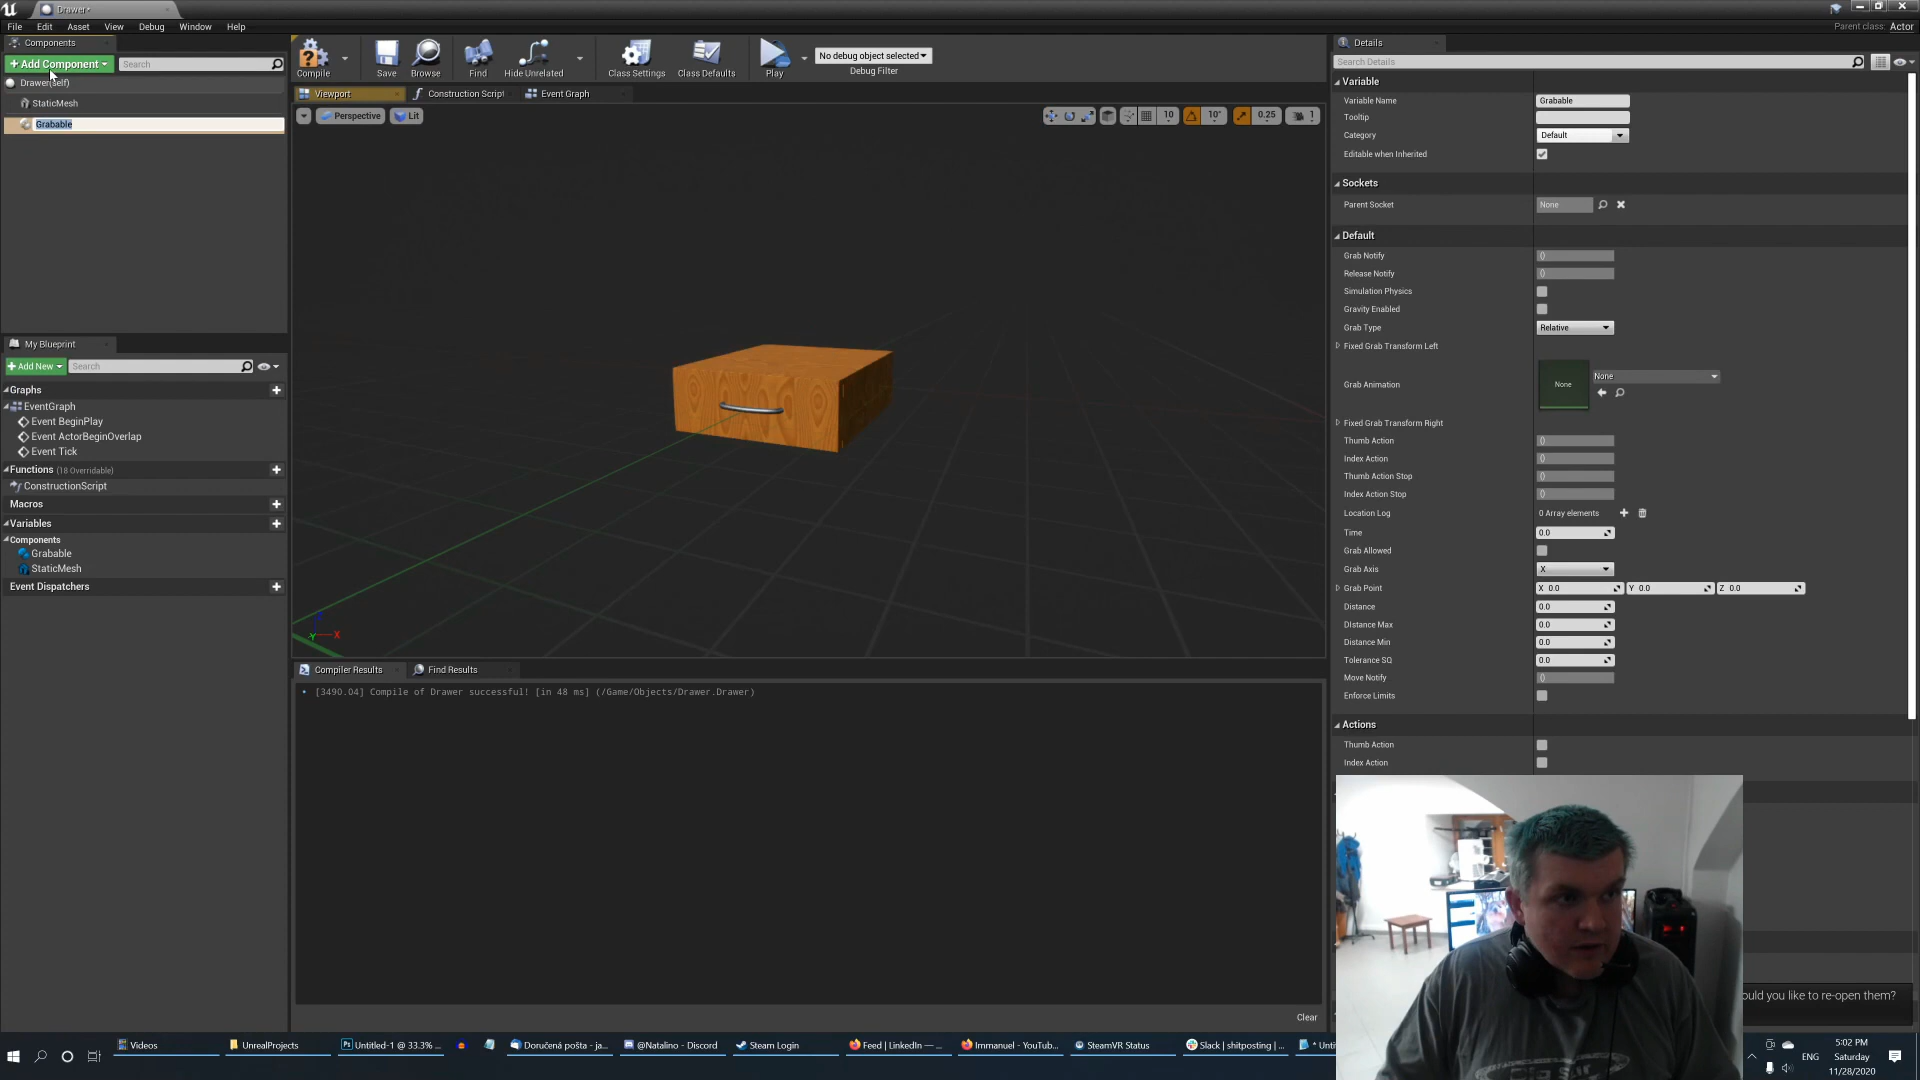 Drawer*
File Edit Asset View Debug Window Help
Parent class: Actor
Components
+ Add Component
Search
Drawer(self)
StaticMesh
Grabable
Compile
Save
Browse
Find
Hide Unrelated
Class Settings
Class Defaults
Play
No debug object selected
Debug Filter
Viewport
Construction Script
Event Graph
Perspective
Lit
10
10°
0.25
1
My Blueprint
+ Add New
Search
Graphs
EventGraph
Event BeginPlay
Event ActorBeginOverlap
Event Tick
Functions (18 Overridable)
ConstructionScript
Macros
Variables
Components
Grabable
StaticMesh
Event Dispatchers
Z
Y
X
Compiler Results
Find Results
[3490.04] Compile of Drawer successful! [in 48 ms] (/Game/Objects/Drawer.Drawer)
Clear
Details
Search Details
Variable
Variable Name Grabable
Tooltip
Category Default
Editable when Inherited
Sockets
Parent Socket None
Default
Grab Notify ()
Release Notify ()
Simulation Physics
Gravity Enabled
Grab Type Relative
Fixed Grab Transform Left
Grab Animation None None
Fixed Grab Transform Right
Thumb Action ()
Index Action ()
Thumb Action Stop ()
Index Action Stop ()
Location Log 0 Array elements
Time 0.0
Grab Allowed
Grab Axis X
Grab Point X 0.0 Y 0.0 Z 0.0
Distance 0.0
DIstance Max 0.0
Distance Min 0.0
Tolerance SQ 0.0
Move Notify ()
Enforce Limits
Actions
Thumb Action
Index Action
ould you like to re-open them?
Videos
UnrealProjects
Untitled-1 @ 33.3% ...
Doručená pošta - ja...
@Natalino - Discord
Steam Login
Feed | LinkedIn — ...
Immanuel - YouTub...
SteamVR Status
Slack | shitposting | ...
ENG
5:02 PM
Saturday
11/28/2020